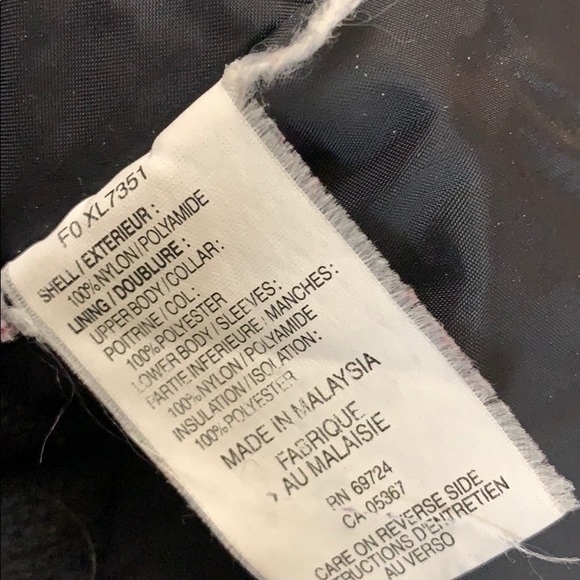 F0 XL7351
SHELL / EXTERIEUR :
100% NYLON/POLYAMIDE
LINING / DOUBLURE :
UPPER BODY / COLLAR :
POITRINE / COL :
100% POLYESTER
LOWER BODY / SLEEVES :
PARTIE INFERIEURE / MANCHES :
100% NYLON / POLYAMIDE
INSULATION / ISOLATION :
100% POLYESTER
MADE IN MALAYSIA
FABRIQUE
AU MALAISIE
RN 69724
CA 05367
CARE ON REVERSE SIDE
D'ENTRETIEN
AU VERSO